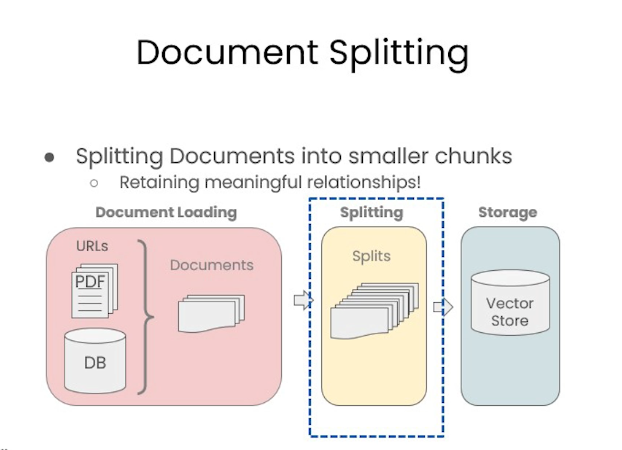 Document Splitting
● Splitting Documents into smaller chunks
○ Retaining meaningful relationships!
Document Loading
Splitting
Storage
URLs
PDF
DB
Documents
Splits
Vector
Store